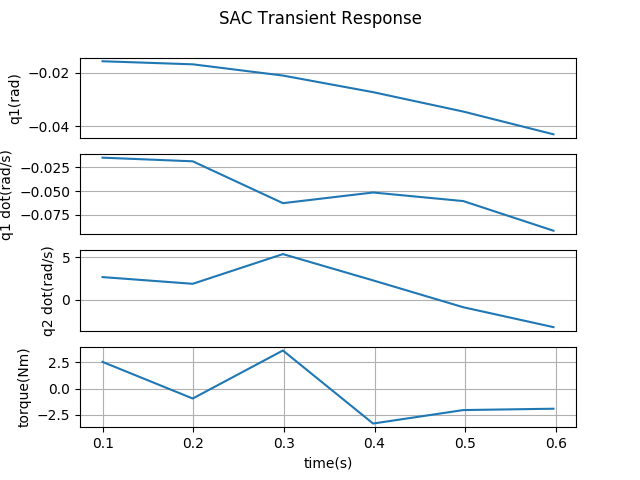 SAC Transient Response
−0.02
−0.04
q1(rad)
−0.025
−0.050
−0.075
q1 dot(rad/s)
5
0
q2 dot(rad/s)
2.5
0.0
−2.5
torque(Nm)
0.1 0.2 0.3 0.4 0.5 0.6
time(s)